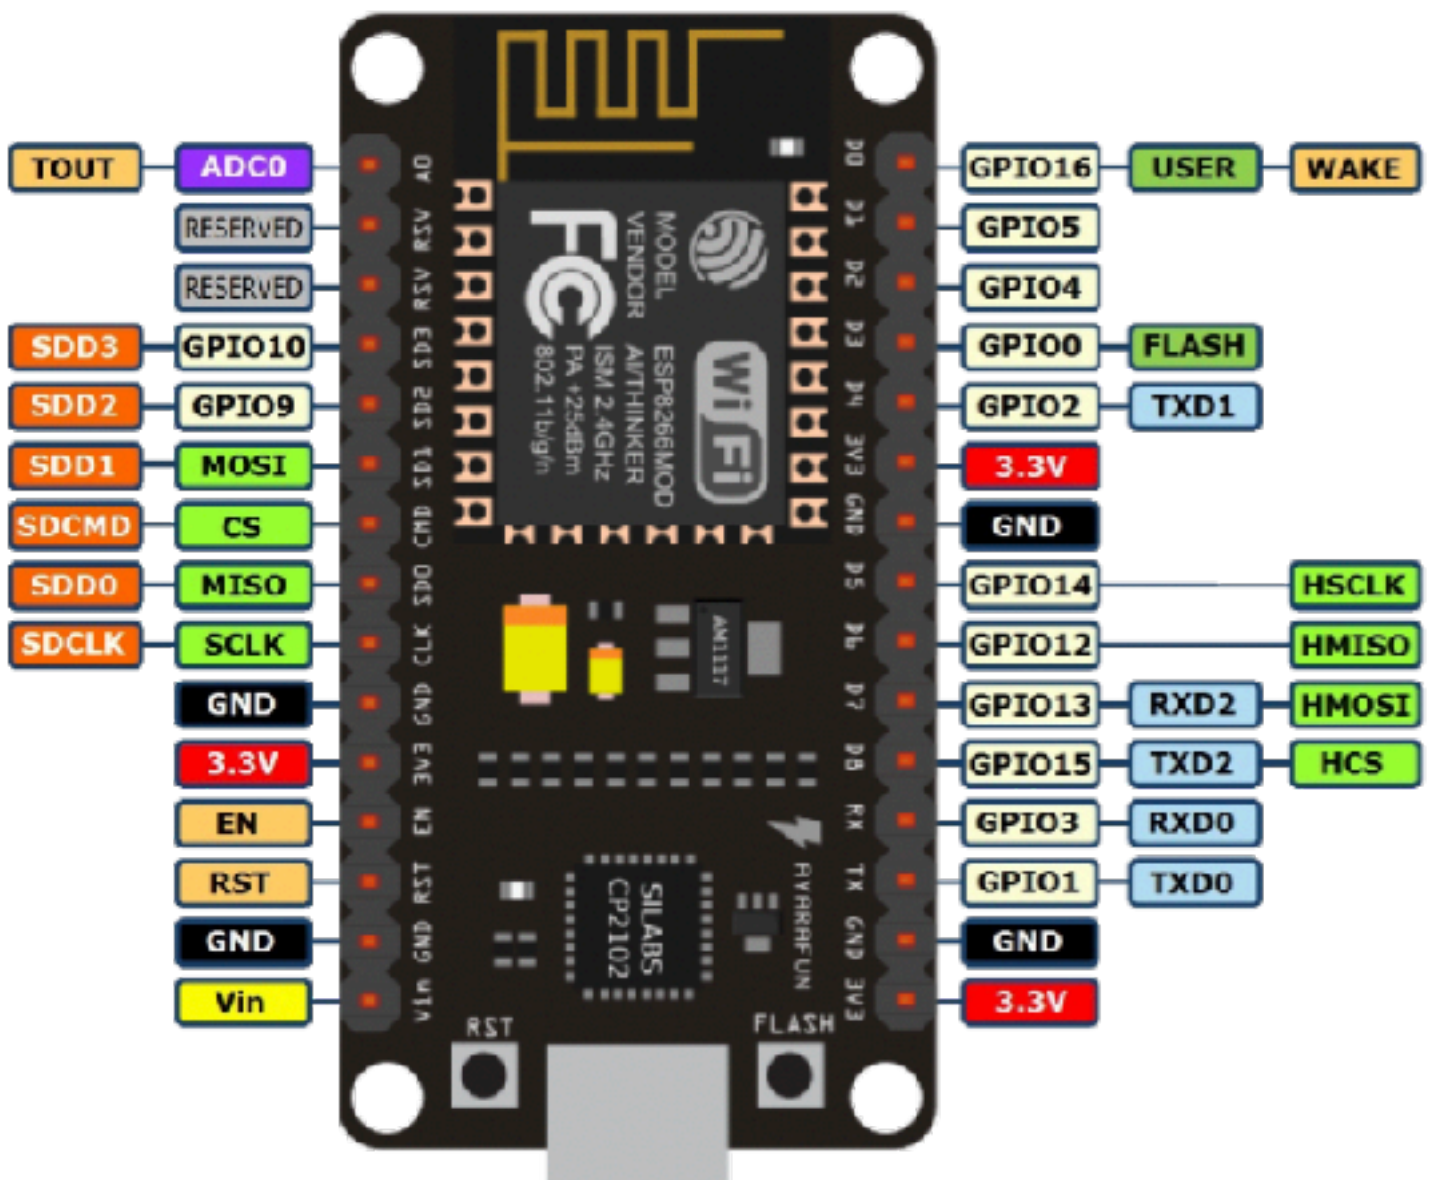 TOUT ADC0 A0 D0 GPIO16 USER WAKE
RESERVED RSV D1 GPIO5
RESERVED RSV D2 GPIO4
SDD3 GPIO10 SD3 D3 GPIO0 FLASH
SDD2 GPIO9 SD2 D4 GPIO2 TXD1
SDD1 MOSI SD1 3V3 3.3V
SDCMD CS CMD GND GND
SDD0 MISO SD0 D5 GPIO14 HSCLK
SDCLK SCLK CLK D6 GPIO12 HMISO
GND GND D7 GPIO13 RXD2 HMOSI
3.3V 3V3 D8 GPIO15 TXD2 HCS
EN EN RX GPIO3 RXD0
RST RST TX GPIO1 TXD0
GND GND GND GND
Vin Vin 3V3 3.3V
FC
MODEL
VENDOR
WiFi
ESP8266MOD
AI/THINKER
ISM 2.4GHz
PA +25dBm
802.11b/g/n
AM1117
SILABS
CP2102
AYARAFUN
RST
FLASH